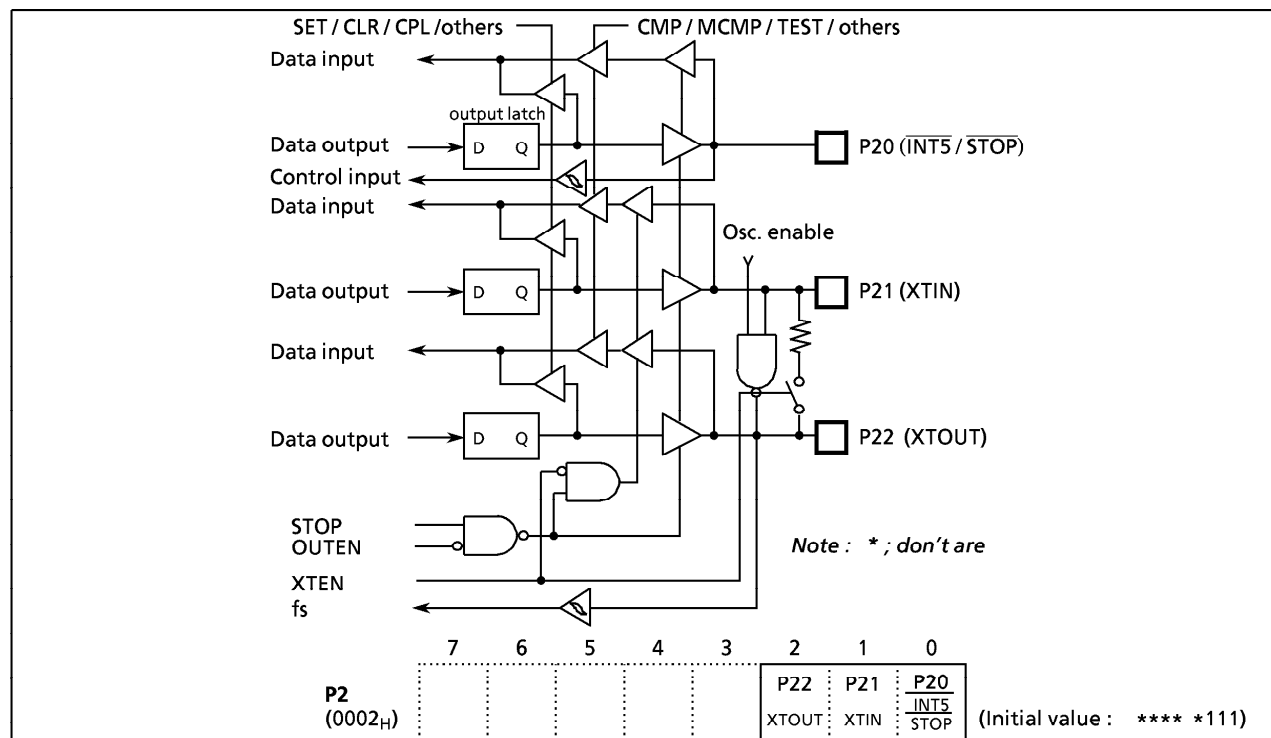 SET / CLR / CPL /others
CMP / MCMP / TEST / others
Data input
output latch
Data output
D Q
P20 (INT5 / STOP)
Control input
Data input
Osc. enable
Data output
D Q
P21 (XTIN)
Data input
Data output
D Q
P22 (XTOUT)
STOP
OUTEN
Note : * ; don't are
XTEN
fs
7 6 5 4 3 2 1 0
P2
(0002H)
P22
XTOUT
P21
XTIN
P20
INT5
STOP
(Initial value : **** *111)